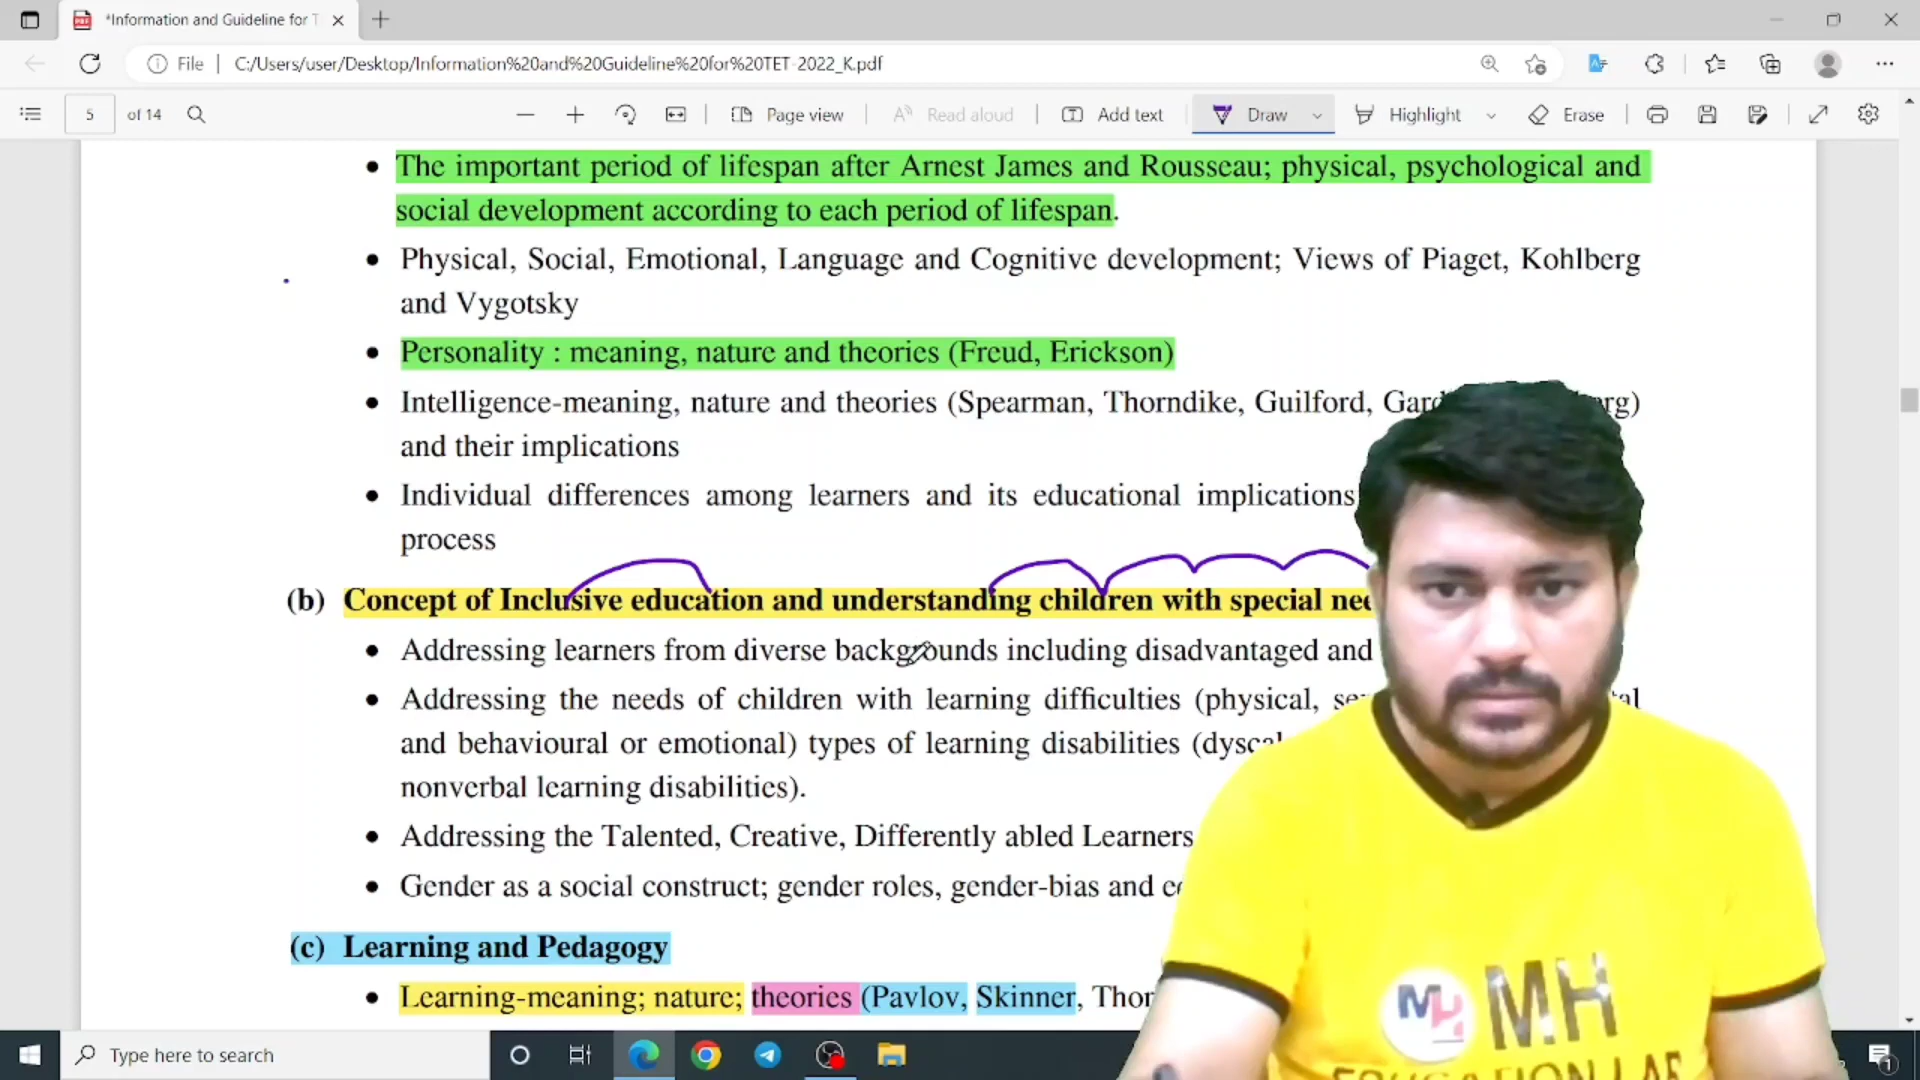 *Information and Guideline for T
File
C:/Users/user/Desktop/Information%20and%20Guideline%20for%20TET-2022_K.pdf
5 of 14
Page view
Read aloud
Add text
Draw
Highlight
Erase
• The important period of lifespan after Arnest James and Rousseau; physical, psychological and
social development according to each period of lifespan.
• Physical, Social, Emotional, Language and Cognitive development; Views of Piaget, Kohlberg
and Vygotsky
• Personality : meaning, nature and theories (Freud, Erickson)
• Intelligence-meaning, nature and theories (Spearman, Thorndike, Guilford,
and their implications
• Individual differences among learners and its educational implications
process
(b) Concept of Inclusive education and understanding children with special
• Addressing learners from diverse backgrounds including disadvantaged and
• Addressing the needs of children with learning difficulties (physical,
and behavioural or emotional) types of learning disabilities
nonverbal learning disabilities).
• Addressing the Talented, Creative, Differently abled Learners
• Gender as a social construct; gender roles, gender-bias and
(c) Learning and Pedagogy
• Learning-meaning; nature; theories (Pavlov, Skinner,
MH MH
Type here to search
1